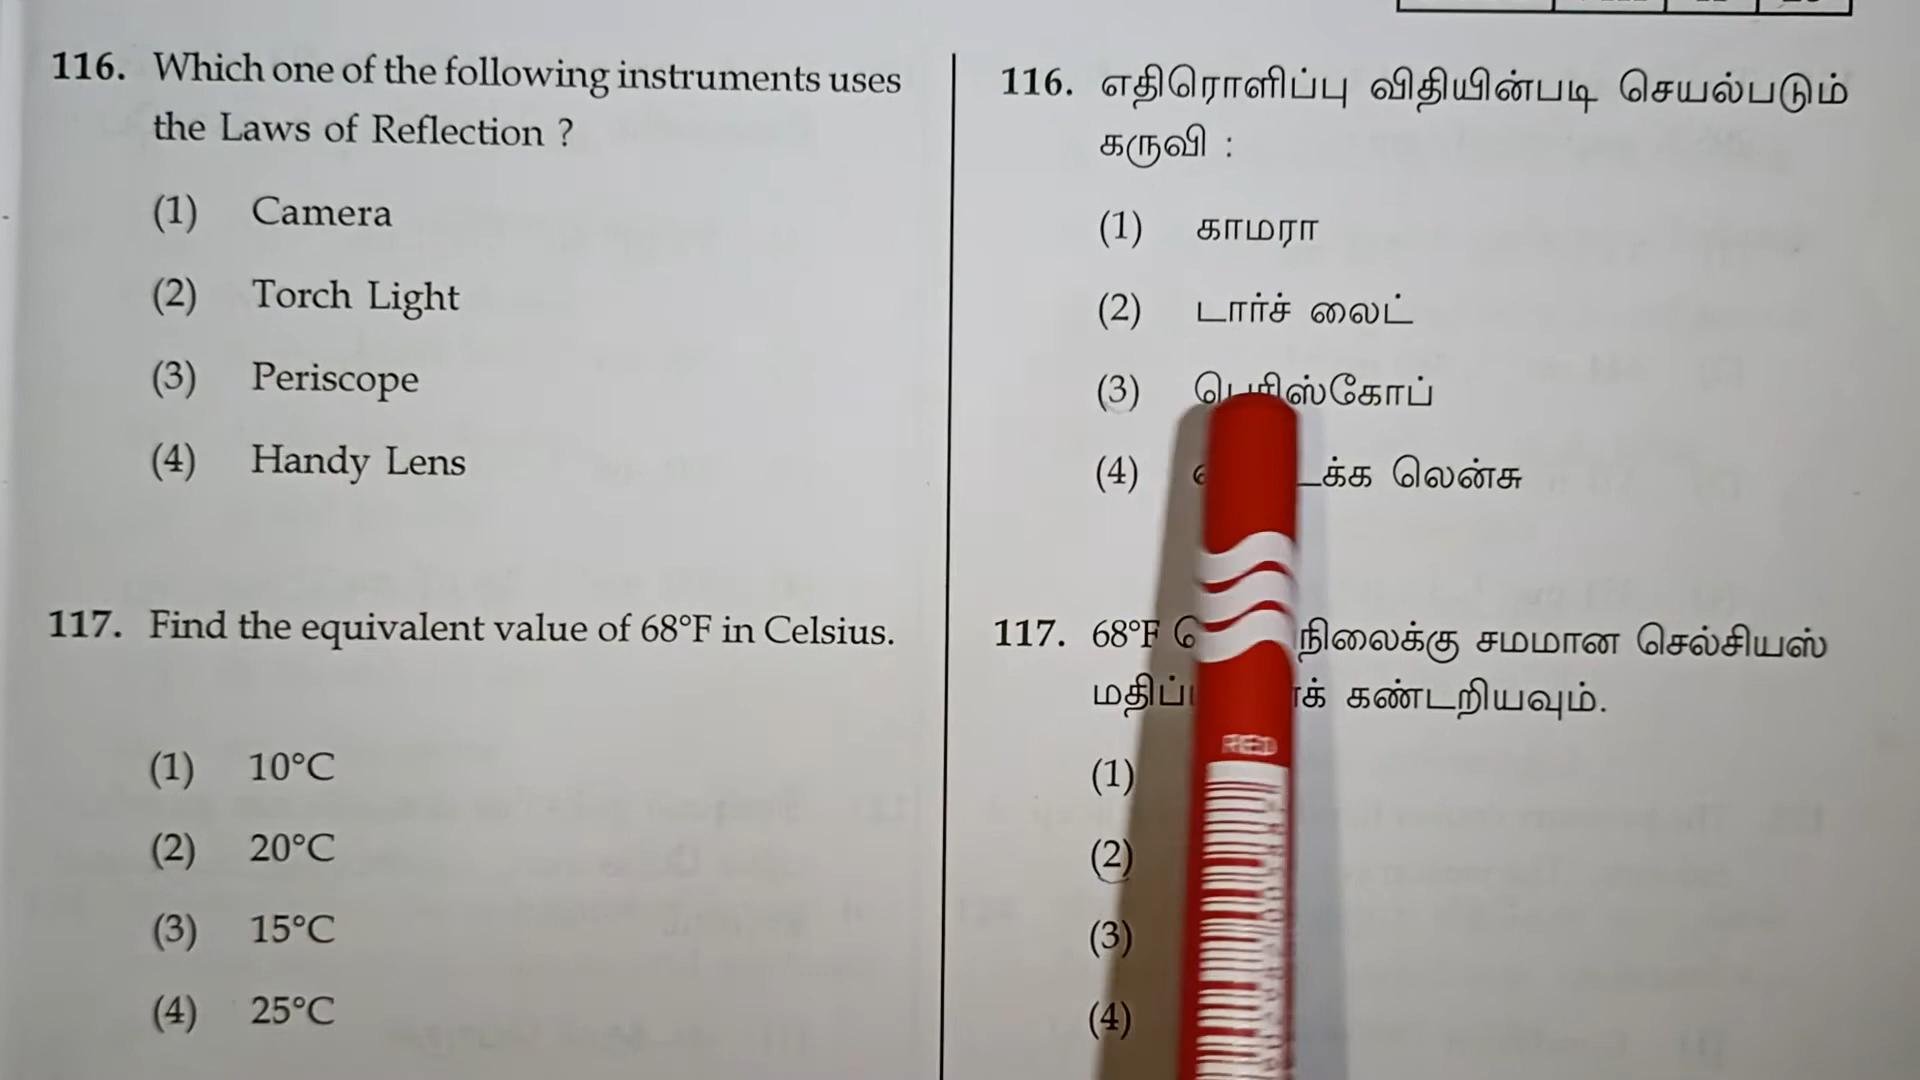 116. Which one of the following instruments uses
the Laws of Reflection ?
(1) Camera
(2) Torch Light
(3) Periscope
(4) Handy Lens
117. Find the equivalent value of 68°F in Celsius.
(1) 10°C
(2) 20°C
(3) 15°C
(4) 25°C
116. எதிரொளிப்பு விதியின்படி செயல்படும்
கருவி :
(1) காமரா
(2) டார்ச் லைட்
(3) பெரிஸ்கோப்
(4) லென்சு
117. 68°F சமமான செல்சியஸ்
கண்டறியவும்.
(1)
(2)
(3)
(4)
RED